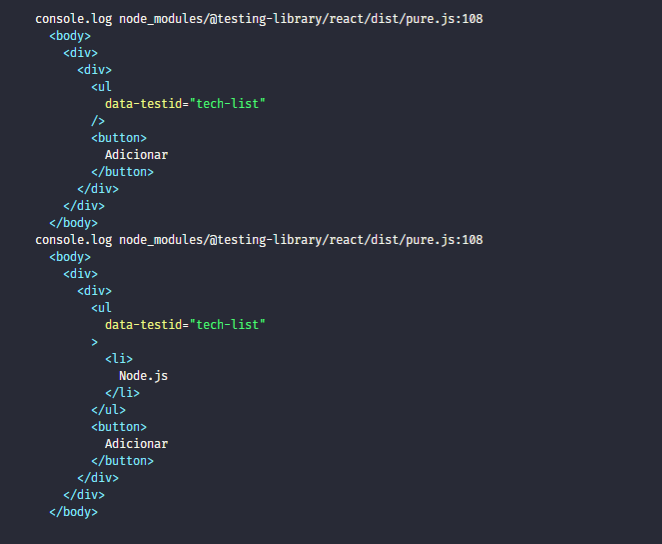 console.log node_modules/@testing-library/react/dist/pure.js:108
<body>
<div>
<div>
<ul
data-testid="tech-list"
/>
<button>
Adicionar
</button>
</div>
</div>
</body>
console.log node_modules/@testing-library/react/dist/pure.js:108
<body>
<div>
<div>
<ul
data-testid="tech-list"
>
<li>
Node.js
</li>
</ul>
<button>
Adicionar
</button>
</div>
</div>
</body>